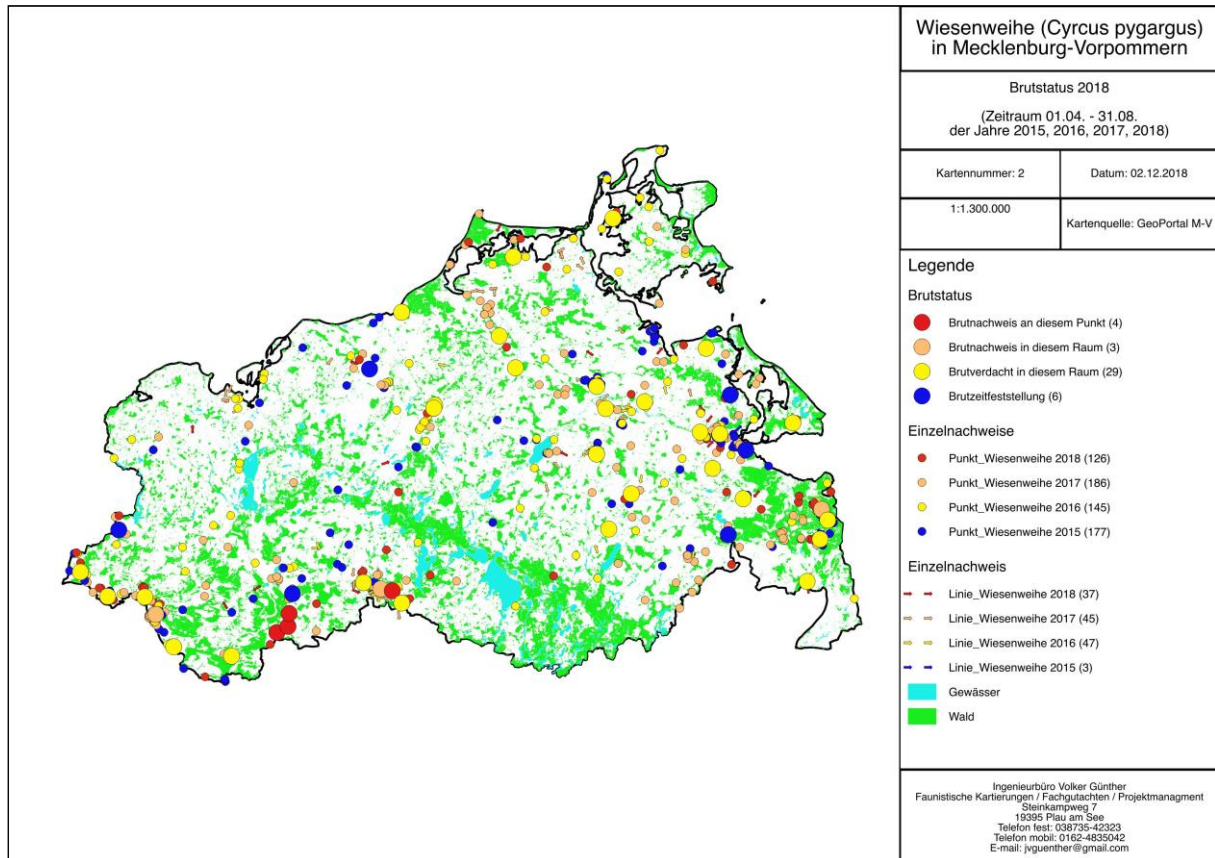 Wiesenweihe (Cyrcus pygargus)
in Mecklenburg-Vorpommern
Brutstatus 2018
(Zeitraum 01.04. - 31.08.
der Jahre 2015, 2016, 2017, 2018)
Kartennummer: 2
Datum: 02.12.2018
1:1.300.000
Kartenquelle: GeoPortal M-V
Legende
Brutstatus
Brutnachweis an diesem Punkt (4)
Brutnachweis in diesem Raum (3)
Brutverdacht in diesem Raum (29)
Brutzeitfeststellung (6)
Einzelnachweise
Punkt_Wiesenweihe 2018 (126)
Punkt_Wiesenweihe 2017 (186)
Punkt_Wiesenweihe 2016 (145)
Punkt_Wiesenweihe 2015 (177)
Einzelnachweis
Linie_Wiesenweihe 2018 (37)
Linie_Wiesenweihe 2017 (45)
Linie_Wiesenweihe 2016 (47)
Linie_Wiesenweihe 2015 (3)
Gewässer
Wald
Ingenieurbüro Volker Günther
Faunistische Kartierungen / Fachgutachten / Projektmanagment
Steinkampweg 7
19395 Plau am See
Telefon fest: 038735-42323
Telefon mobil: 0162-4835042
E-mail: jvguenther@gmail.com